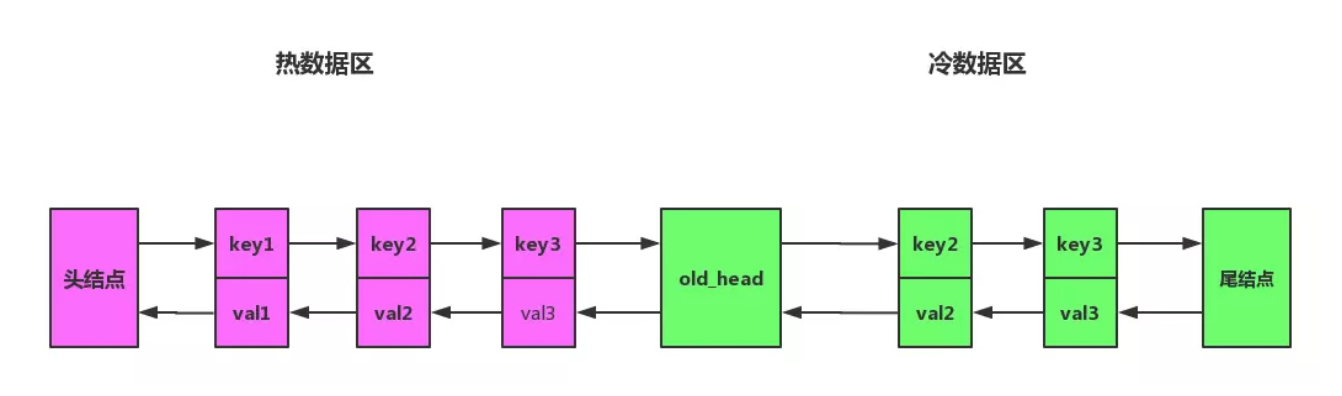 热数据区
冷数据区
头结点
key1
val1
key2
val2
key3
val3
old_head
key2
val2
key3
val3
尾结点